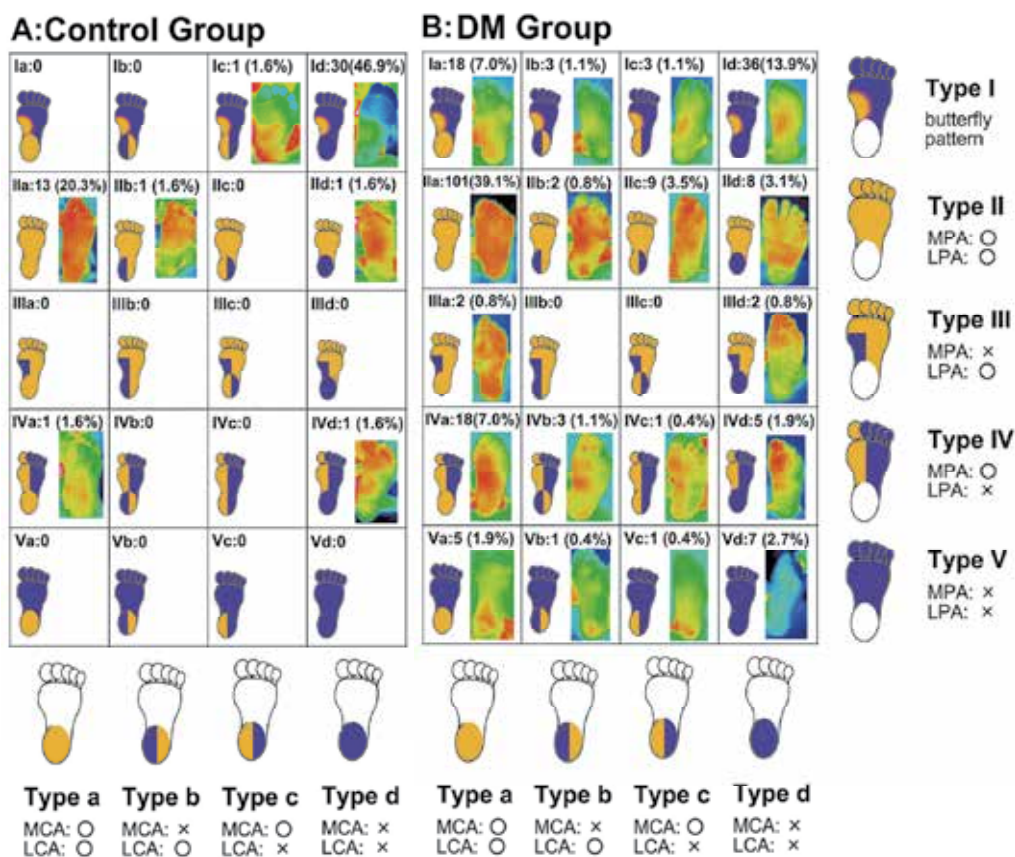 A:Control Group
Ia:0 Ib:0 Ic:1 (1.6%) Id:30(46.9%)
IIa:13 (20.3%) IIb:1 (1.6%) IIc:0 IId:1 (1.6%)
IIIa:0 IIIb:0 IIIc:0 IIId:0
IVa:1 (1.6%) IVb:0 IVc:0 IVd:1 (1.6%)
Va:0 Vb:0 Vc:0 Vd:0
Type a Type b Type c Type d
MCA: O MCA: × MCA: O MCA: ×
LCA: O LCA: O LCA: × LCA: ×
B:DM Group
Ia:18 (7.0%) Ib:3 (1.1%) Ic:3 (1.1%) Id:36(13.9%)
IIa:101(39.1%) IIb:2 (0.8%) IIc:9 (3.5%) IId:8 (3.1%)
IIIa:2 (0.8%) IIIb:0 IIIc:0 IIId:2 (0.8%)
IVa:18(7.0%) IVb:3 (1.1%) IVc:1 (0.4%) IVd:5 (1.9%)
Va:5 (1.9%) Vb:1 (0.4%) Vc:1 (0.4%) Vd:7 (2.7%)
Type a Type b Type c Type d
MCA: O MCA: × MCA: O MCA: ×
LCA: O LCA: O LCA: × LCA: ×
Type I
butterfly
pattern
Type II
MPA: O
LPA: O
Type III
MPA: ×
LPA: O
Type IV
MPA: O
LPA: ×
Type V
MPA: ×
LPA: ×